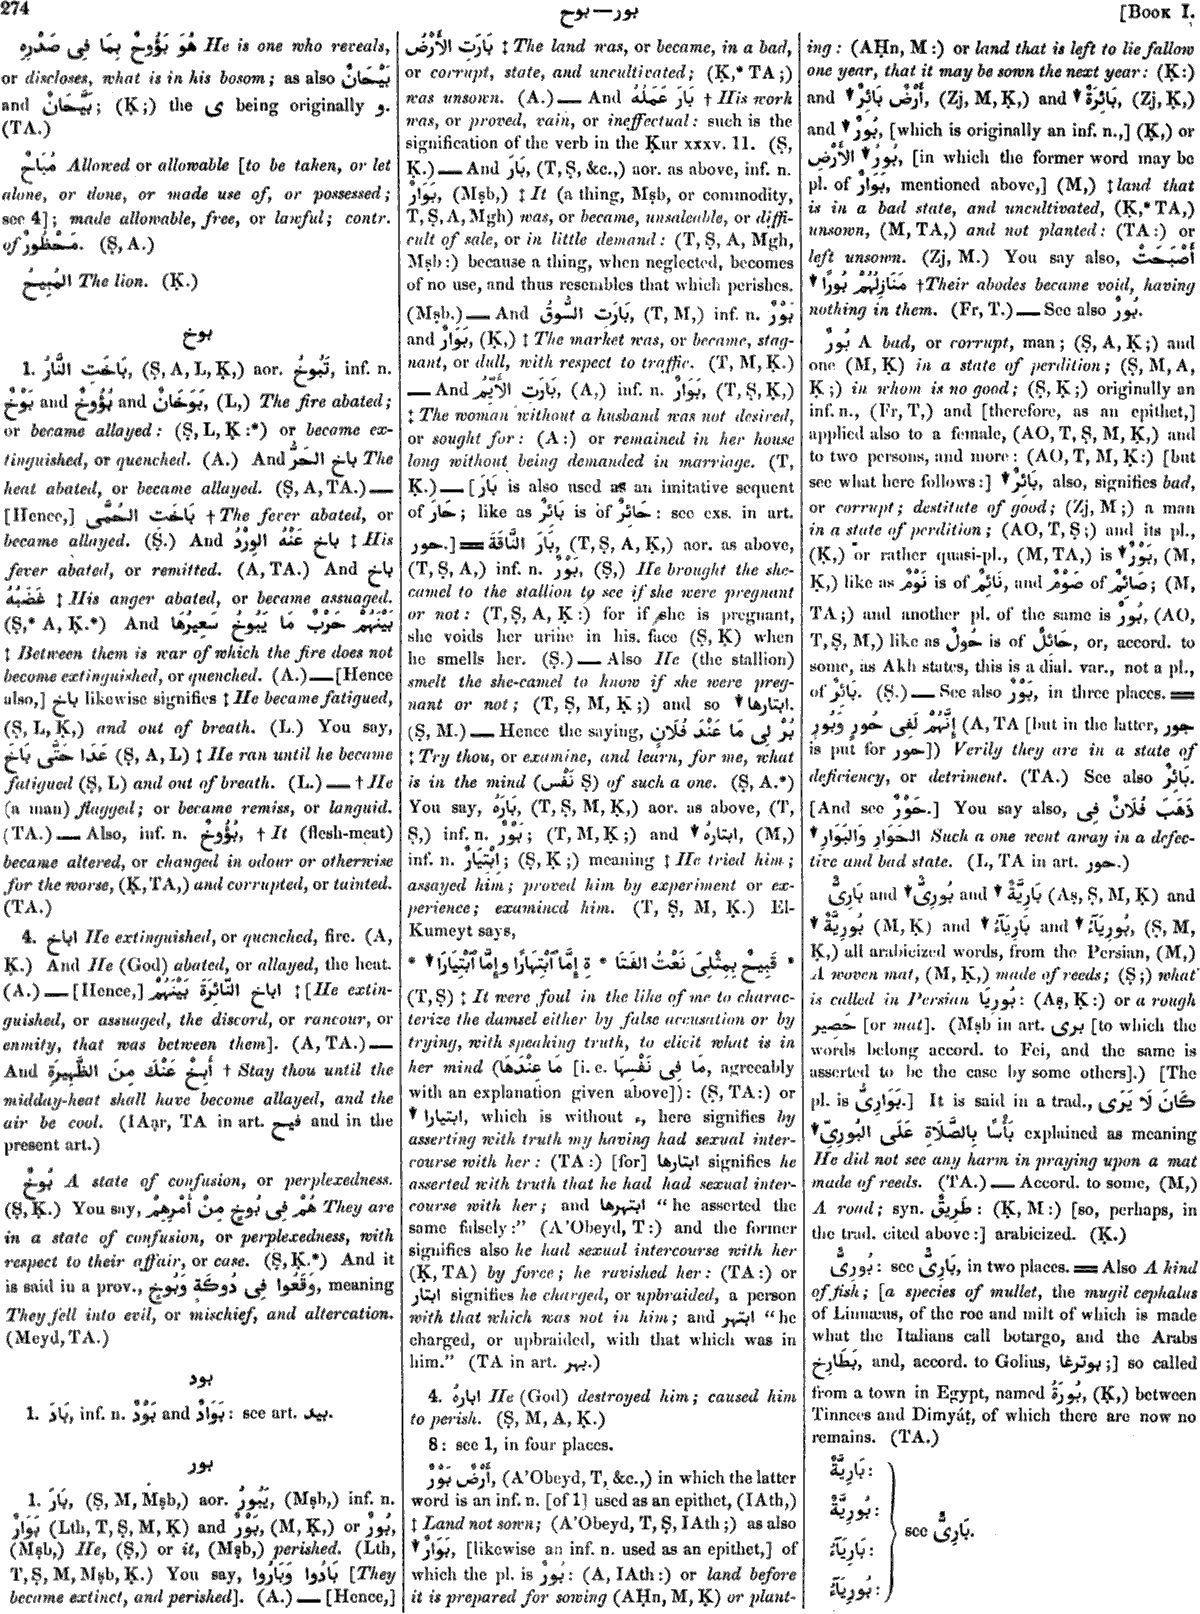 274
بوح—بور
[BOOK I.
هُوَ بَؤُوحٌ بِمَا فِى صَدْرِهِ He is one who reveals,
or discloses, what is in his bosom; as also بَيْحَانٌ
and بَيَّحَانٌ; (Ḳ;) the ى being originally و.
(TA.)
مُبَاحٌ Allowed or allowable [to be taken, or let
alone, or done, or made use of, or possessed;
see 4]; made allowable, free, or lawful; contr.
of مَحْظُورٌ. (Ṣ, A.)
المُبِيحُ The lion. (Ḳ.)
بوخ
1. بَاخَتِ النَّارُ, (Ṣ, A, L, Ḳ,) aor. تَبُوخُ, inf. n.
بَوْخٌ and بُؤُوخٌ and بَوَخَانٌ, (L,) The fire abated;
or became allayed: (Ṣ, L, Ḳ:*) or became ex-
tinguished, or quenched. (A.) And باخ الحَرُّ The
heat abated, or became allayed. (Ṣ, A, TA.) —
[Hence,] بَاخَتِ الحُمَّى † The fever abated, or
became allayed. (Ṣ.) And باخ عَنْهُ الوِرْدُ ‡ His
fever abated, or remitted. (A, TA.) And باخ
غَضَبُهُ ‡ His anger abated, or became assuaged.
(Ṣ,* A, Ḳ.*) And بَيْنَهُمْ حَرْبٌ مَا يَبُوخُ سَعِيرُهَا
‡ Between them is war of which the fire does not
become extinguished, or quenched. (A.) — [Hence
also,] باخ likewise signifies ‡ He became fatigued,
(Ṣ, L, Ḳ,) and out of breath. (L.) You say,
عَدَا حَتَّى بَاخَ (Ṣ, A, L) ‡ He ran until he became
fatigued (Ṣ, L) and out of breath. (L.) — † He
(a man) flagged; or became remiss, or languid.
(TA.) — Also, inf. n. بُؤُوخٌ, † It (flesh-meat)
became altered, or changed in odour or otherwise
for the worse, (Ḳ, TA,) and corrupted, or tainted.
(TA.)
4. اباخ He extinguished, or quenched, fire. (A,
Ḳ.) And He (God) abated, or allayed, the heat.
(A.) — [Hence,] اباخ النَّائِرَةَ بَيْنَهُمْ ‡ [He extin-
guished, or assuaged, the discord, or rancour, or
enmity, that was between them]. (A, TA.) —
And أَبِخْ عَنْكَ مِنَ الظَّهِيرَةِ † Stay thou until the
midday-heat shall have become allayed, and the
air be cool. (IAạr, TA in art. فيح and in the
present art.)
بُوخٌ A state of confusion, or perplexedness.
(Ṣ, Ḳ.) You say, هُمْ فِى بُوخٍ مِنْ أَمْرِهِمْ They are
in a state of confusion, or perplexedness, with
respect to their affair, or case. (Ṣ, Ḳ.*) And it
is said in a prov., وَقَعُوا فِى دُوكَةٍ وَبُوخٍ, meaning
They fell into evil, or mischief, and altercation.
(Meyd, TA.)
بود
1. بَادَ, inf. n. بَوْدٌ and بَوَادٌ: see art. بيد.
بور
1. بَارَ, (Ṣ, M, Mṣb,) aor. يَبُورُ, (Mṣb,) inf. n.
بَوَارٌ (Lth, T, Ṣ, M, Ḳ) and بَوْرٌ, (M, Ḳ,) or بُورٌ,
(Mṣb,) He, (Ṣ,) or it, (Mṣb,) perished. (Lth,
T, Ṣ, M, Mṣb, Ḳ.) You say, بَادُوا وَبَارُوا [They
became extinct, and perished]. (A.) — [Hence,]
بَارَتِ الأَرْضُ ‡ The land was, or became, in a bad,
or corrupt, state, and uncultivated; (Ḳ,* TA;)
was unsown. (A.) — And بَارَ عَمَلُهُ † His work
was, or proved, vain, or ineffectual: such is the
signification of the verb in the Ḳur xxxv. 11. (Ṣ,
Ḳ.) — And بَارَ, (T, Ṣ, &c.,) aor. as above, inf. n.
بَوَارٌ, (Mṣb,) ‡ It (a thing, Mṣb, or commodity,
T, Ṣ, A, Mgh) was, or became, unsaleable, or diffi-
cult of sale, or in little demand: (T, Ṣ, A, Mgh,
Mṣb:) because a thing, when neglected, becomes
of no use, and thus resembles that which perishes.
(Mṣb.) — And بَارَتِ السُّوقُ, (T, M,) inf. n. بَوْرٌ
and بَوَارٌ, (Ḳ,) ‡ The market was, or became, stag-
nant, or dull, with respect to traffic. (T, M, Ḳ.)
— And بَارَتِ الأَيِّمُ, (A,) inf. n. بَوَارٌ, (T, Ṣ, Ḳ,)
‡ The woman without a husband was not desired,
or sought for: (A:) or remained in her house
long without being demanded in marriage. (T,
Ḳ.) — [بَارَ is also used as an imitative sequent
of حَارَ; like as بَائِرٌ is of حَائِرٌ: see exs. in art.
حور.] = بَارَ النَّاقَةَ, (T, Ṣ, A, Ḳ,) aor. as above,
(T, Ṣ, A,) inf. n. بَوْرٌ, (Ṣ,) He brought the she-
camel to the stallion to see if she were pregnant
or not: (T, Ṣ, A, Ḳ:) for if she is pregnant,
she voids her urine in his face (Ṣ, Ḳ) when
he smells her. (Ṣ.) — Also He (the stallion)
smelt the she-camel to know if she were preg-
nant or not; (T, Ṣ, M, Ḳ;) and so ▼ ابتارها.
(Ṣ, M.) — Hence the saying, بُرْ لِى مَا عَنْدَ فُلَانٍ
‡ Try thou, or examine, and learn, for me, what
is in the mind (نَفْس Ṣ) of such a one. (Ṣ, A.*)
You say, بَارَهُ, (T, Ṣ, M, Ḳ,) aor. as above, (T,
Ṣ,) inf. n. بَوْرٌ; (T, M, Ḳ;) and ▼ ابتارهُ, (M,)
inf. n. اِبْتِيَارٌ; (Ṣ, Ḳ;) meaning ‡ He tried him;
assayed him; proved him by experiment or ex-
perience; examined him. (T, Ṣ, M, Ḳ.) El-
Kumeyt says,
* قَبِيحٌ بِمِثْلِىَ نَعْتُ الفَتَا * ةِ إِمَّا ٱبْتِهَارًا وإِمَّا ٱبْتِيَارَا ▼ *
(T, Ṣ) ‡ It were foul in the like of me to charac-
terize the damsel either by false accusation or by
trying, with speaking truth, to elicit what is in
her mind (مَا عِنْدَهَا [i. e. مَا فِى نَفْسِهَا, agreeably
with an explanation given above]): (Ṣ, TA:) or
▼ ابتيارا, which is without ء, here signifies by
asserting with truth my having had sexual inter-
course with her: (TA:) [for] ابتارها signifies he
asserted with truth that he had had sexual inter-
course with her; and ابتهرها "he asserted the
same falsely:" (A'Obeyd, T:) and the former
signifies also he had sexual intercourse with her
(Ḳ, TA) by force; he ravished her: (TA:) or
ابتار signifies he charged, or upbraided, a person
with that which was not in him; and ابتهر "he
charged, or upbraided, with that which was in
him." (TA in art. بهر.)
4. ابارهُ He (God) destroyed him; caused him
to perish. (Ṣ, M, A, Ḳ.)
8: see 1, in four places.
أَرْضٌ بَوْرٌ, (A'Obeyd, T, &c.,) in which the latter
word is an inf. n. [of 1] used as an epithet, (IAth,)
‡ Land not sown; (A'Obeyd, T, Ṣ, IAth;) as also
▼ بَوَارٌ, [likewise an inf. n. used as an epithet,] of
which the pl. is بُورٌ: (A, IAth:) or land before
it is prepared for sowing (AḤn, M, Ḳ) or plant-
ing: (AḤn, M:) or land that is left to lie fallow
one year, that it may be sown the next year: (Ḳ:)
and أَرْضٌ بَائِرٌ ▼, (Zj, M, Ḳ,) and ▼ بَائِرَةٌ, (Zj, Ḳ,)
and ▼ بُورٌ, [which is originally an inf. n.,] (Ḳ,) or
بُورُ ▼ الأَرْضِ, [in which the former word may be
pl. of بَوَارٌ, mentioned above,] (M,) ‡ land that
is in a bad state, and uncultivated, (Ḳ,* TA,)
unsown, (M, TA,) and not planted: (TA:) or
left unsown. (Zj, M.) You say also, أَصْبَحَتْ
مَنَازِلُهُمْ بُورًا ▼ † Their abodes became void, having
nothing in them. (Fr, T.) — See also بُورٌ.
بُورٌ A bad, or corrupt, man; (Ṣ, A, Ḳ;) and
one (M, Ḳ) in a state of perdition; (Ṣ, M, A,
Ḳ;) in whom is no good; (Ṣ, Ḳ;) originally an
inf. n., (Fr, T,) and [therefore, as an epithet,]
applied also to a female, (AO, T, Ṣ, M, Ḳ,) and
to two persons, and more: (AO, T, M, Ḳ:) [but
see what here follows:] ▼ بَائِرٌ, also, signifies bad,
or corrupt; destitute of good; (Zj, M;) a man
in a state of perdition; (AO, T, Ṣ;) and its pl.,
(Ḳ,) or rather quasi-pl., (M, TA,) is ▼ بَوْرٌ, (M,
Ḳ,) like as نَوْمٌ is of نَائِمٌ, and صَوْمٌ of صَائِمٌ; (M,
TA;) and another pl. of the same is بُورٌ, (AO,
T, Ṣ, M,) like as حُولٌ is of حَائِلٌ, or, accord. to
some, as Akh states, this is a dial. var., not a pl.,
of بَائِرٌ. (Ṣ.) — See also بَوْرٌ, in three places. =
إِنَّهُمْ لَفِى حُورٍ وَبُورٍ (A, TA [but in the latter, جور
is put for حور]) Verily they are in a state of
deficiency, or detriment. (TA.) See also بَائِرٌ.
[And see حَوْرٌ.] You say also, ذَهَبَ فُلَانٌ فِى
الحَوَارِ وَالبَوَارِ ▼ Such a one went away in a defec-
tive and bad state. (L, TA in art. حور.)
بَارِىٌّ and ▼ بُورِىٌّ and ▼ بَارِيَّةٌ (Aṣ, Ṣ, M, Ḳ) and
▼ بُورِيَّةٌ (M, Ḳ) and ▼ بَارِيَآءُ and ▼ بُورِيَآءُ, (Ṣ, M,
Ḳ,) all arabicized words, from the Persian, (M,)
A woven mat, (M, Ḳ,) made of reeds; (Ṣ;) what
is called in Persian بُورِيَا: (Aṣ, Ḳ:) or a rough
حَصِير [or mat]. (Mṣb in art. برى [to which the
words belong accord. to Fei, and the same is
asserted to be the case by some others].) [The
pl. is بَوَارِىُّ.] It is said in a trad., كَانَ لَا يَرَى
بَأْسًا بِالصَّلَاةِ عَلَى البُورِىِّ ▼ explained as meaning
He did not see any harm in praying upon a mat
made of reeds. (TA.) — Accord. to some, (M,)
A road; syn. طَرِيقٌ: (Ḳ, M:) [so, perhaps, in
the trad. cited above:] arabicized. (Ḳ.)
بُورِىٌّ: see بَارِىٌّ, in two places. = Also A kind
of fish; [a species of mullet, the mugil cephalus
of Linnæus, of the roe and milt of which is made
what the Italians call botargo, and the Arabs
بَطَارِخ, and, accord. to Golius, بوترغا;] so called
from a town in Egypt, named بُورَةُ, (Ḳ,) between
Tinnees and Dimyáṭ, of which there are now no
remains. (TA.)
بَارِيَّةٌ:
بُورِيَّةٌ:
بَارِيَآءُ:
بُورِيَآءُ:
see بَارِىٌّ.